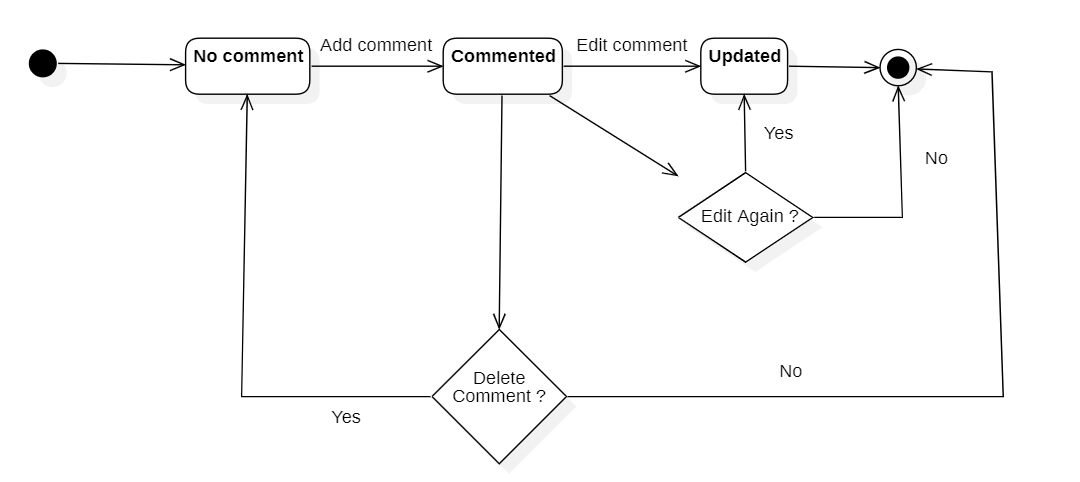 No comment
Add comment
Commented
Edit comment
Updated
Yes
No
Edit Again ?
No
Delete
Comment ?
Yes